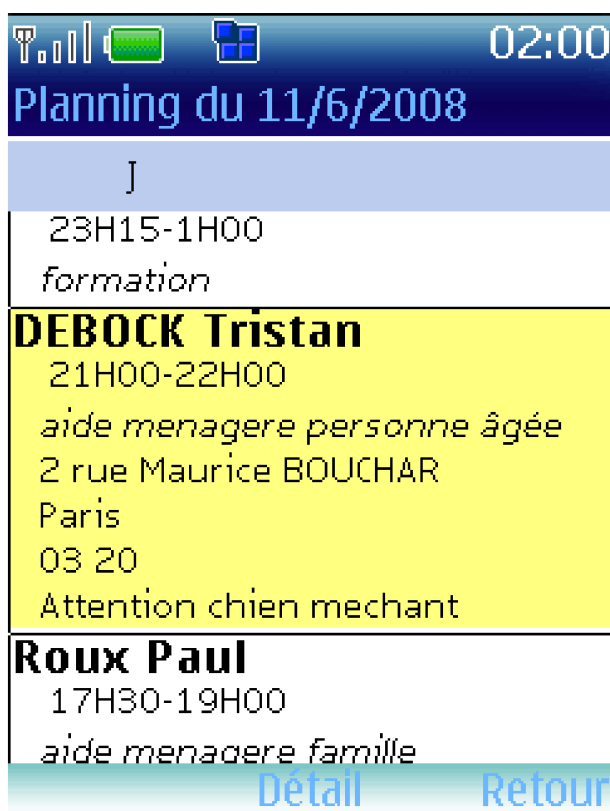 02:00
Planning du 11/6/2008
J
23H15-1H00
formation
DEBOCK Tristan
21H00-22H00
aide menagere personne âgée
2 rue Maurice BOUCHAR
Paris
03 20
Attention chien mechant
Roux Paul
17H30-19H00
aide menagere famille
Détail Retour